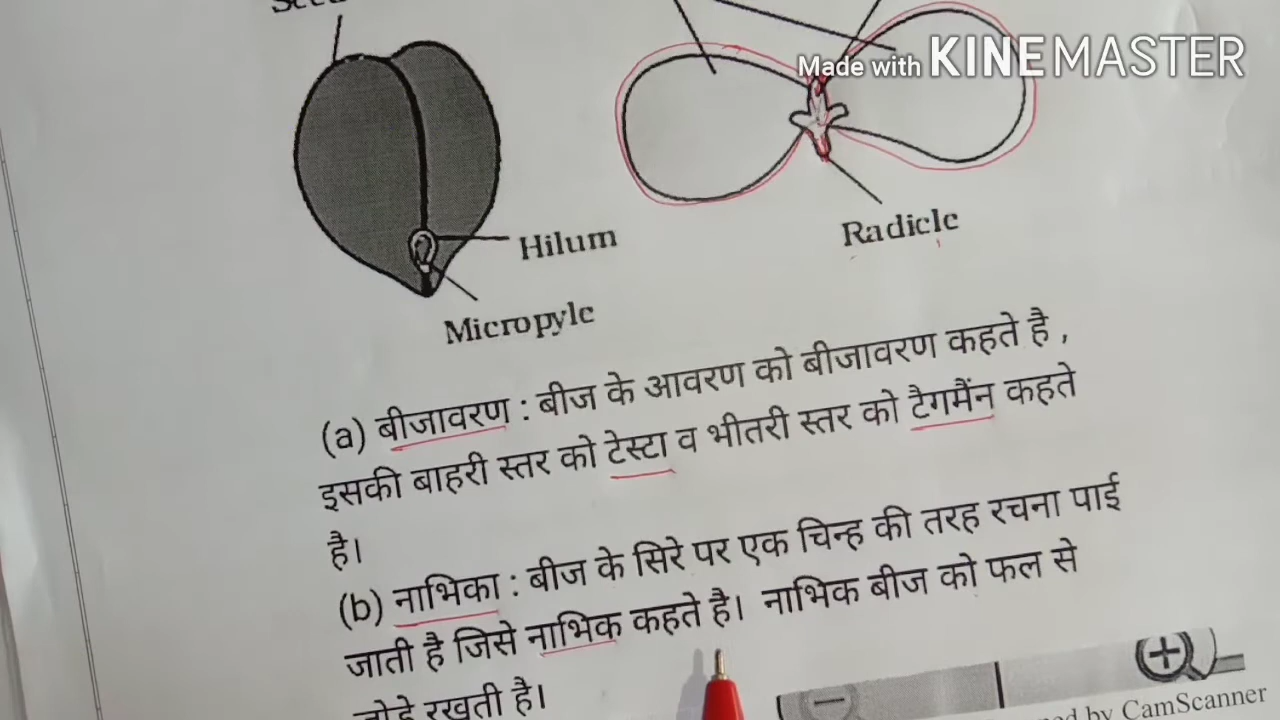 Made with KINEMASTER
Hilum
Radicle
Micropyle
(a) बीजावरण : बीज के आवरण को बीजावरण कहते है ,
इसकी बाहरी स्तर को टेस्टा व भीतरी स्तर को टैगमैंन कहते
है।
(b) नाभिका : बीज के सिरे पर एक चिन्ह की तरह रचना पाई
जाती है जिसे नाभिक कहते है। नाभिक बीज को फल से
रखती है।
by CamScanner